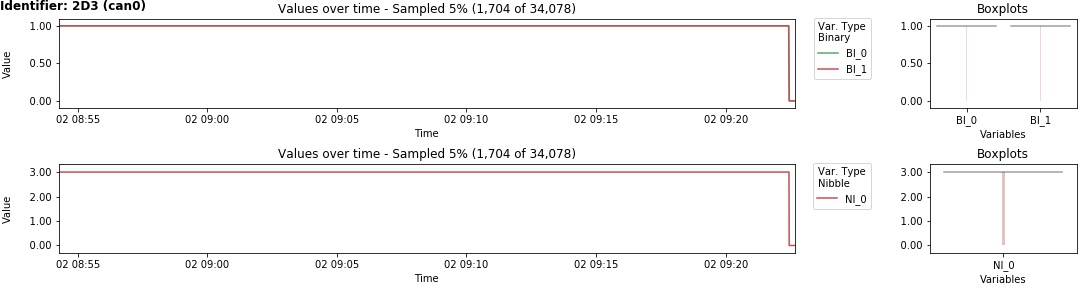 Identifier: 2D3 (can0)
Values over time - Sampled 5% (1,704 of 34,078)
Value
1.00
0.50
0.00
02 08:55 02 09:00 02 09:05 02 09:10 02 09:15 02 09:20
Time
Var. Type
Binary
BI_0
BI_1
Boxplots
1.00
0.50
0.00
BI_0 BI_1
Variables
Values over time - Sampled 5% (1,704 of 34,078)
Value
3.00
2.00
1.00
0.00
02 08:55 02 09:00 02 09:05 02 09:10 02 09:15 02 09:20
Time
Var. Type
Nibble
NI_0
Boxplots
3.00
2.00
1.00
0.00
NI_0
Variables